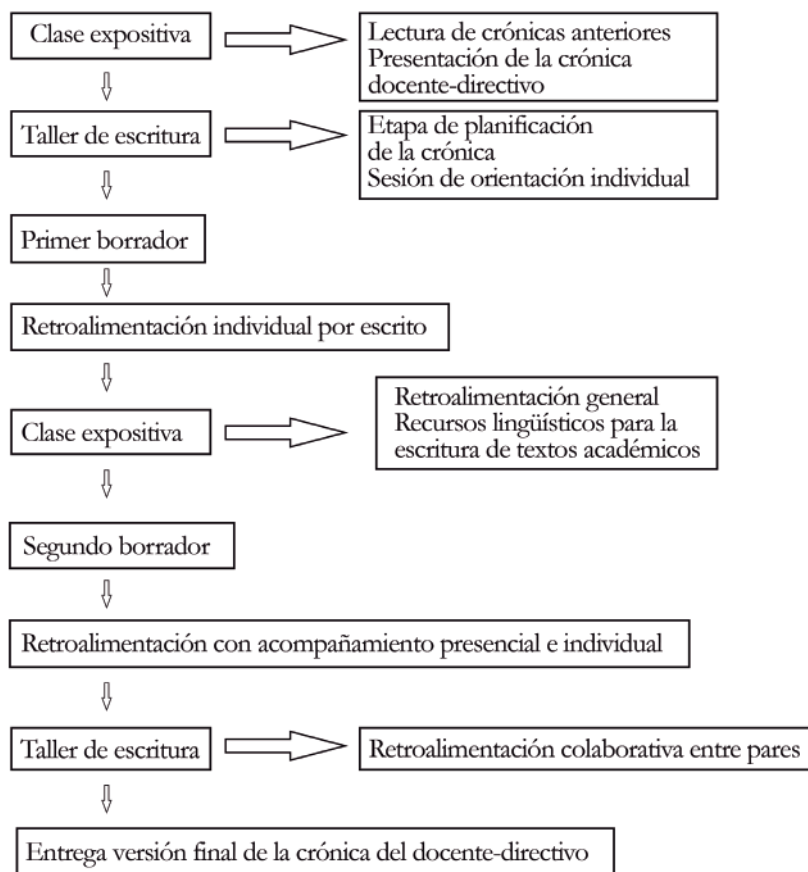 Clase expositiva
Lectura de crónicas anteriores
Presentación de la crónica
docente-directivo
Taller de escritura
Etapa de planificación
de la crónica
Sesión de orientación individual
Primer borrador
Retroalimentación individual por escrito
Clase expositiva
Retroalimentación general
Recursos lingüísticos para la
escritura de textos académicos
Segundo borrador
Retroalimentación con acompañamiento presencial e individual
Taller de escritura
Retroalimentación colaborativa entre pares
Entrega versión final de la crónica del docente-directivo